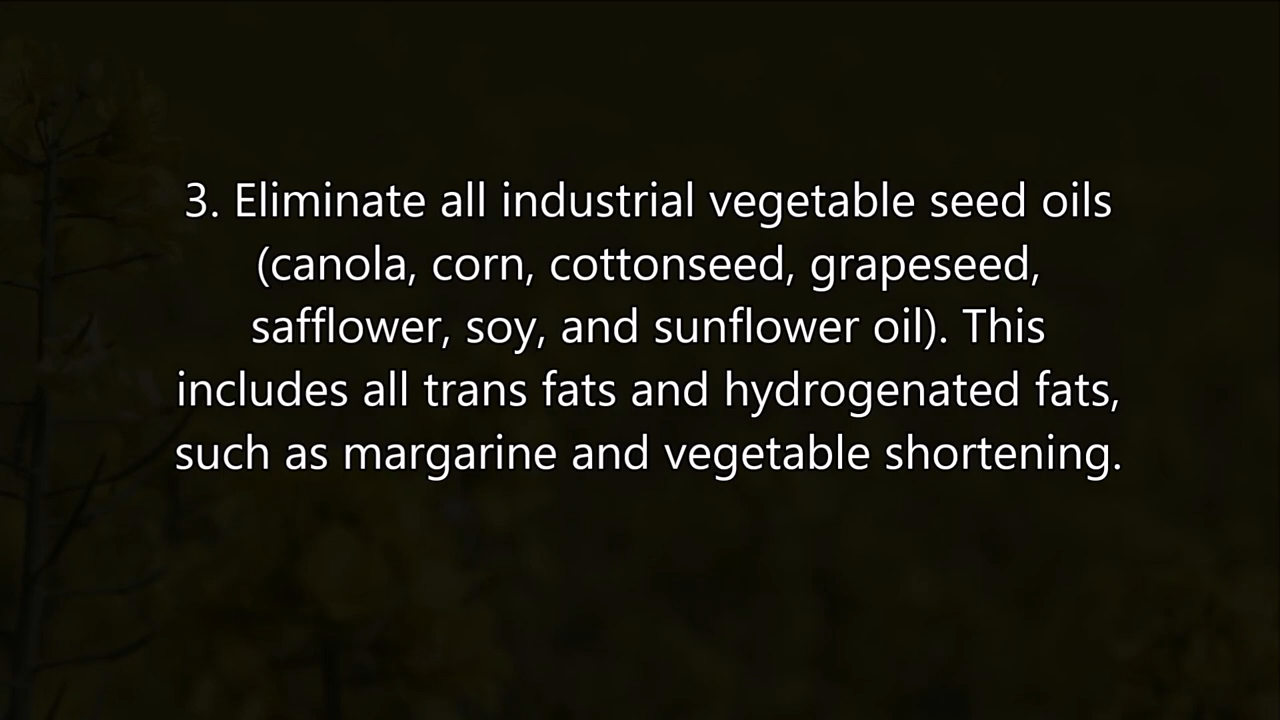 3. Eliminate all industrial vegetable seed oils
(canola, corn, cottonseed, grapeseed,
safflower, soy, and sunflower oil). This
includes all trans fats and hydrogenated fats,
such as margarine and vegetable shortening.